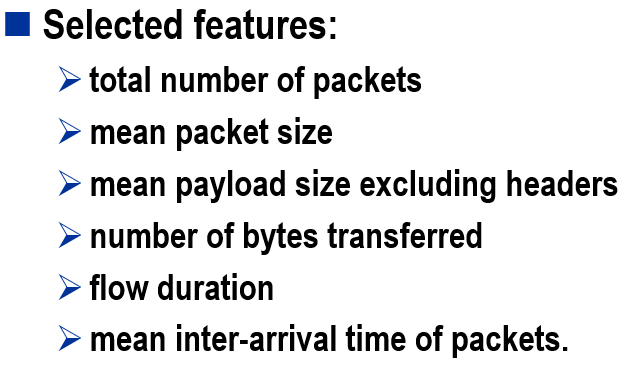 Selected features:
total number of packets
mean packet size
mean payload size excluding headers
number of bytes transferred
flow duration
mean inter-arrival time of packets.